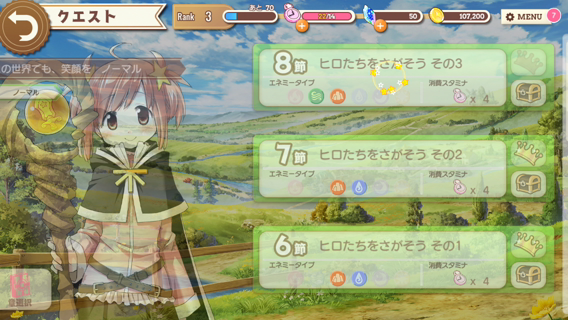 クエスト
Rank 3
あと 70
22/14
50
107,200
MENU
?
の世界でも、笑顔を ノーマル
ノーマル
8節 ヒロたちをさがそう その3
エネミータイプ
消費スタミナ
x 4
7節 ヒロたちをさがそう その2
エネミータイプ
消費スタミナ
x 4
6節 ヒロたちをさがそう その1
エネミータイプ
消費スタミナ
x 4